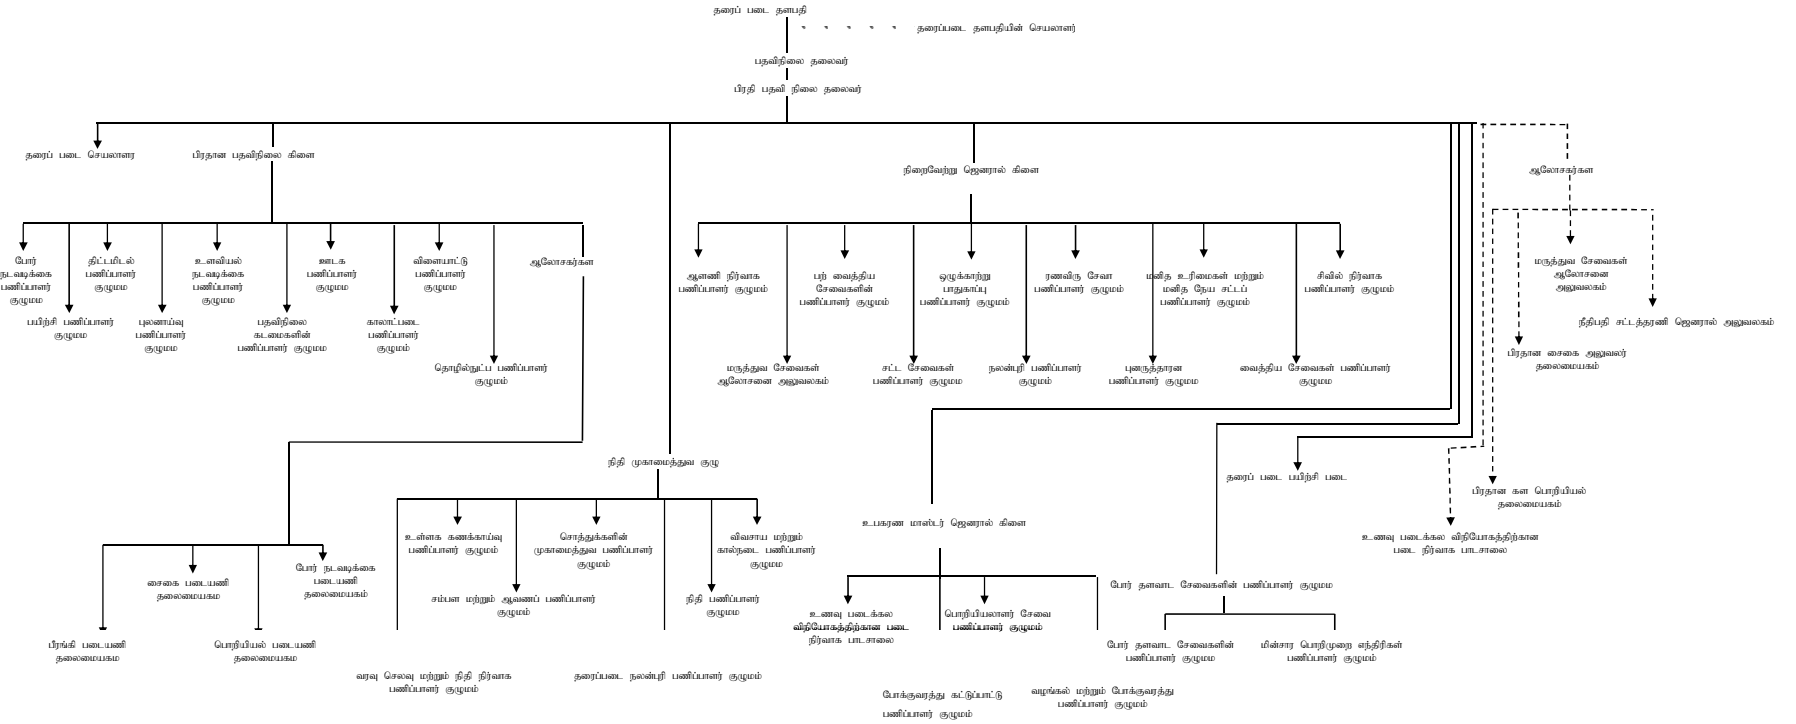 தரைப் படை தளபதி
தரைப்படை தளபதியின் செயலாளர்
பதவிநிலை தலைவர்
பிரதி பதவி நிலை தலைவர்
தரைப் படை செயலாளர
பிரதான பதவிநிலை கிளை
நிறைவேற்று ஜெனரால் கிளை
ஆலோசகர்கள
போர்
நடவடிக்கை
பணிப்பாளர்
குழுமம
திட்டமிடல்
பணிப்பாளர்
குழுமம
உளவியல்
நடவடிக்கை
பணிப்பாளர்
குழுமம
ஊடக
பணிப்பாளர்
குழுமம
விளையாட்டு
பணிப்பாளர்
குழுமம
ஆலோசகர்கள
பயிற்சி பணிப்பாளர்
குழுமம
புலனாய்வு
பணிப்பாளர்
குழுமம
பதவிநிலை
கடமைகளின்
பணிப்பாளர் குழுமம
காலாட்படை
பணிப்பாளர்
குழுமம்
தொழில்நுட்ப பணிப்பாளர்
குழுமம்
ஆளணி நிர்வாக
பணிப்பாளர் குழுமம்
பற் வைத்திய
சேவைகளின்
பணிப்பாளர் குழுமம்
ஒழுக்காற்று
பாதுகாப்பு
பணிப்பாளர் குழுமம்
ரணவிரு சேவா
பணிப்பாளர் குழுமம்
மனித உரிமைகள் மற்றும்
மனித நேய சட்டப்
பணிப்பாளர் குழுமம்
சிவில் நிர்வாக
பணிப்பாளர் குழுமம்
மருத்துவ சேவைகள்
ஆலோசனை அலுவலகம்
சட்ட சேவைகள்
பணிப்பாளர் குழுமம
நலன்புரி பணிப்பாளர்
குழுமம்
புனருத்தாரன
பணிப்பாளர் குழுமம
வைத்திய சேவைகள் பணிப்பாளர்
குழுமம
மருத்துவ சேவைகள்
ஆலோசனை
அலுவலகம்
நீதிபதி சட்டத்தரணி ஜெனரால் அலுவலகம்
பிரதான சைகை அலுவலர்
தலைமையகம்
நிதி முகாமைத்துவ குழு
தரைப் படை பயிற்சி படை
பிரதான கள பொறியியல்
தலைமையகம்
உபகரண மாஸ்டர் ஜெனரால் கிளை
உணவு படைக்கல விநியோகத்திற்கான
படை நிர்வாக பாடசாலை
உள்ளக கணக்காய்வு
பணிப்பாளர் குழுமம்
சொத்துக்களின்
முகாமைத்துவ பணிப்பாளர்
குழுமம்
விவசாய மற்றும்
கால்நடை பணிப்பாளர்
குழுமம
போர் நடவடிக்கை
படையணி
தலைமையகம்
சைகை படையணி
தலைமையகம
சம்பள மற்றும் ஆவணப் பணிப்பாளர்
குழுமம்
நிதி பணிப்பாளர்
குழுமம
போர் தளவாட சேவைகளின் பணிப்பாளர் குழுமம
உணவு படைக்கல
விநியோகத்திற்கான படை
நிர்வாக பாடசாலை
பொறியியலாளர் சேவை
பணிப்பாளர் குழுமம்
பீரங்கி படையணி
தலைமையகம
பொறியியல் படையணி
தலைமையகம
போர் தளவாட சேவைகளின்
பணிப்பாளர் குழுமம
மின்சார பொறிமுறை எந்திரிகள்
பணிப்பாளர் குழுமம்
வரவு செலவு மற்றும் நிதி நிர்வாக
பணிப்பாளர் குழுமம்
தரைப்படை நலன்புரி பணிப்பாளர் குழுமம்
போக்குவரத்து கட்டுப்பாட்டு
பணிப்பாளர் குழுமம்
வழங்கல் மற்றும் போக்குவரத்து
பணிப்பாளர் குழுமம்